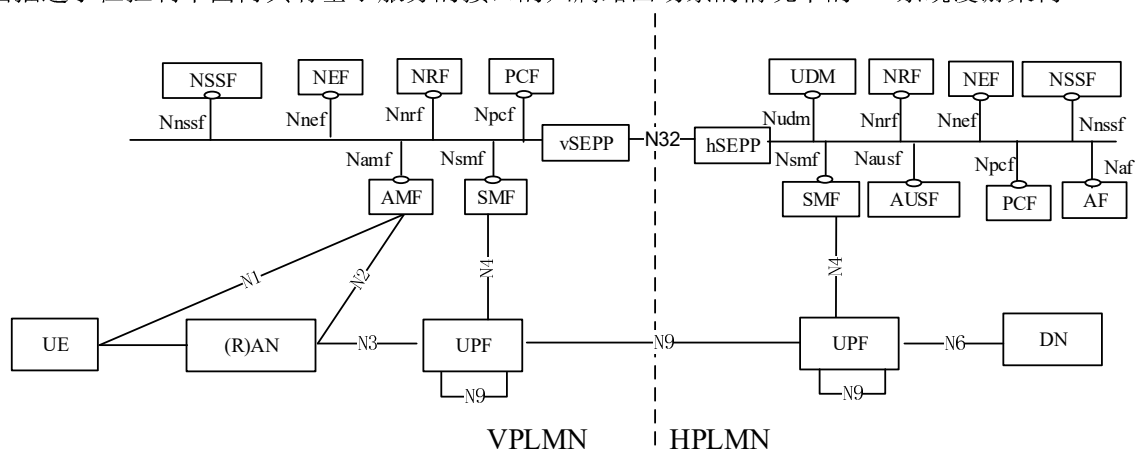 NSSF NEF NRF PCF UDM NRF NEF NSSF
Nnssf Nnef Nnrf Npcf Nudm Nnrf Nnef Nnssf
vSEPP N32 hSEPP
Namf Nsmf Nsmf Nausf Npcf Naf
AMF SMF SMF AUSF PCF AF
N1 N2 N4 N4
UE (R)AN N3 UPF N9 UPF N6 DN
N9 N9
VPLMN HPLMN